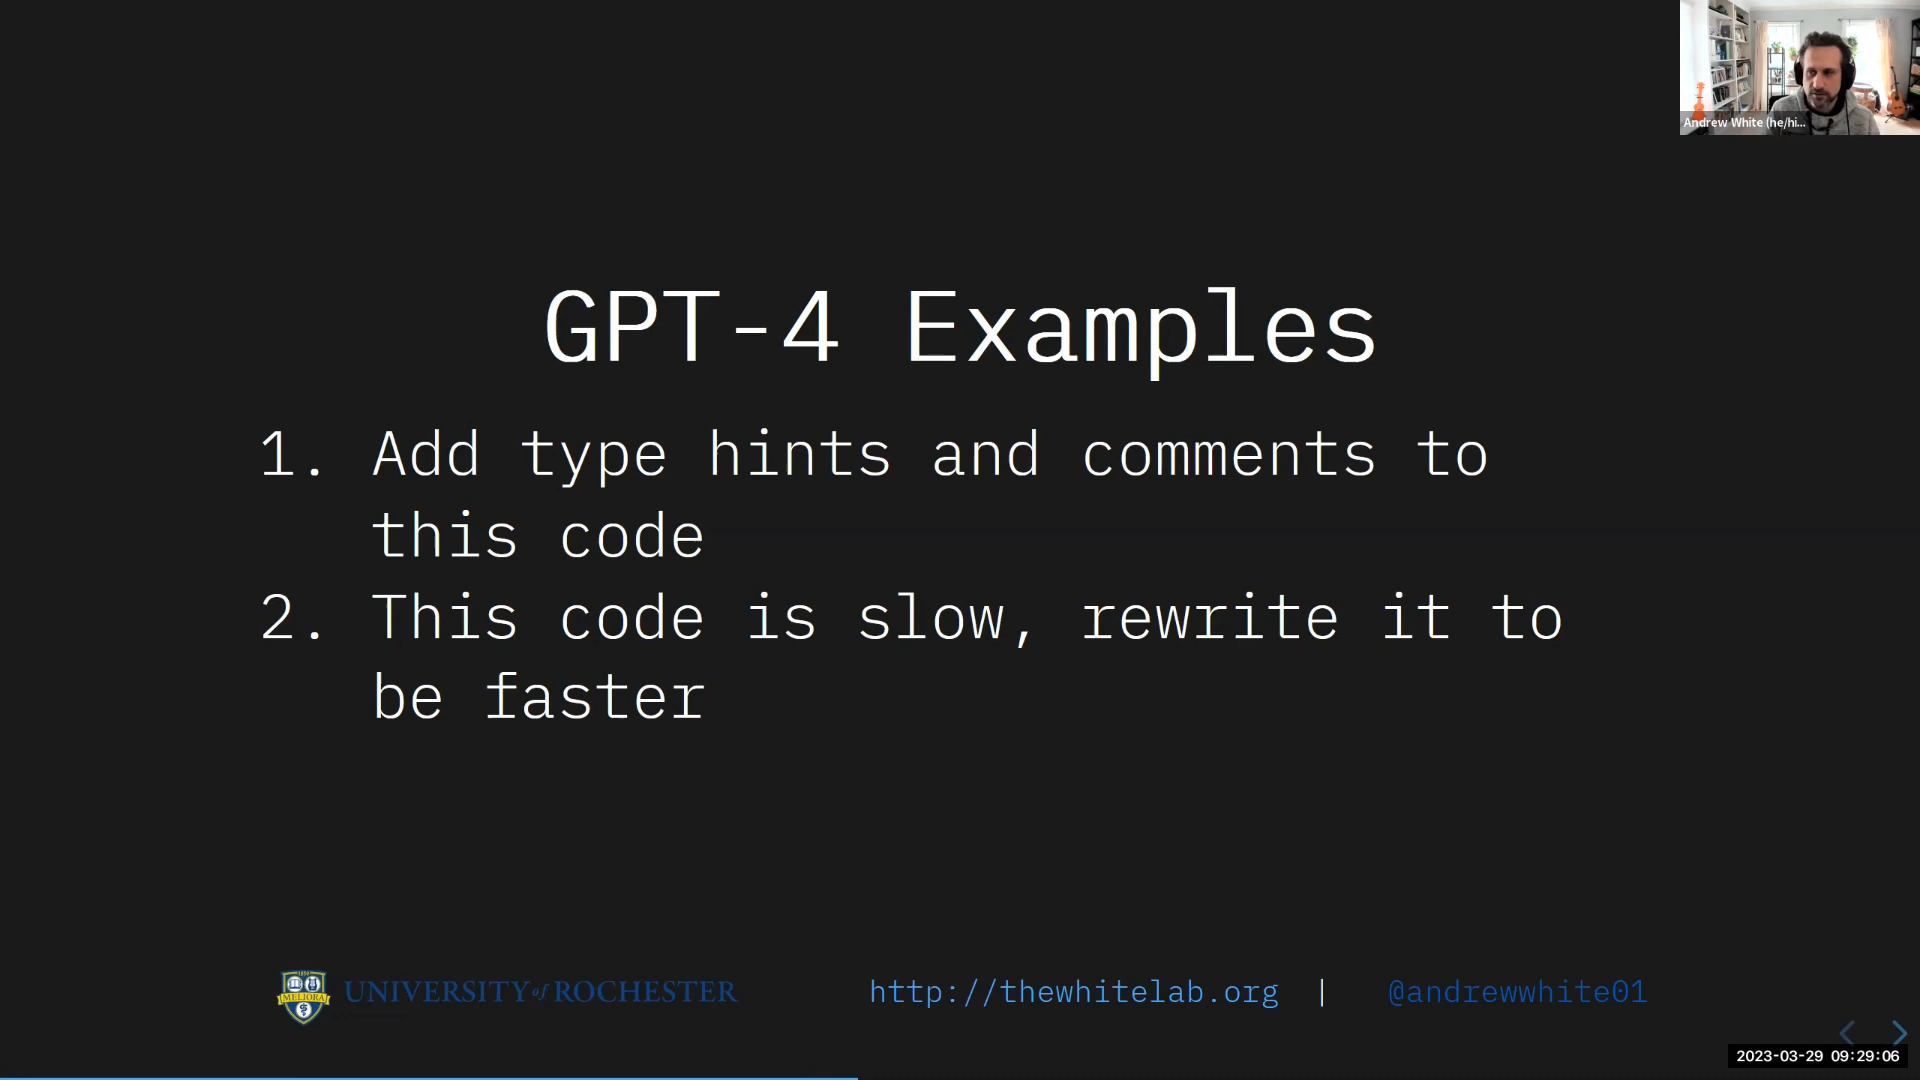 Andrew White (he/hi...
GPT-4 Examples
1. Add type hints and comments to
this code
2. This code is slow, rewrite it to
be faster
MELIORA
UNIVERSITY of ROCHESTER
http://thewhitelab.org | @andrewwhite01
2023-03-29 09:29:06